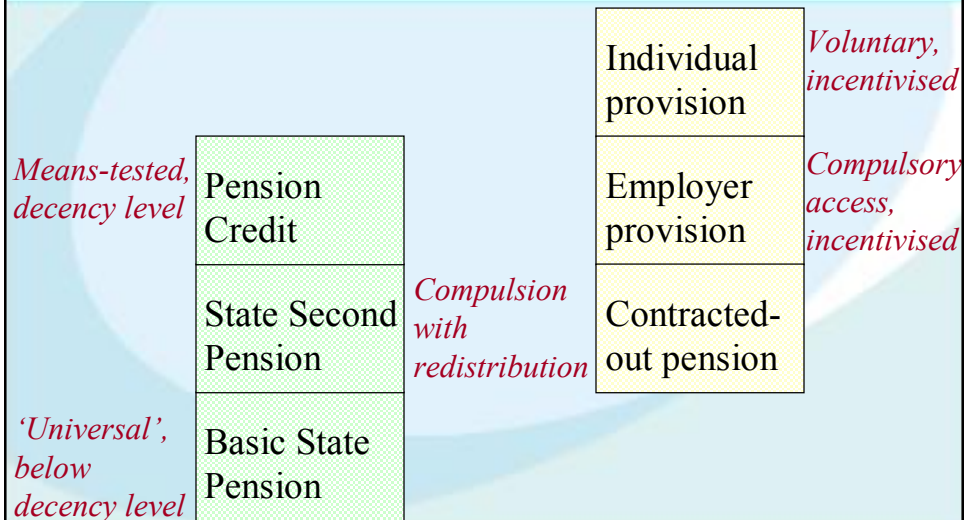 Individual
provision
Voluntary,
incentivised
Means-tested,
decency level
Pension
Credit
Employer
provision
Compulsory
access,
incentivised
State Second
Pension
Compulsion
with
redistribution
Contracted-
out pension
‘Universal’,
below
decency level
Basic State
Pension